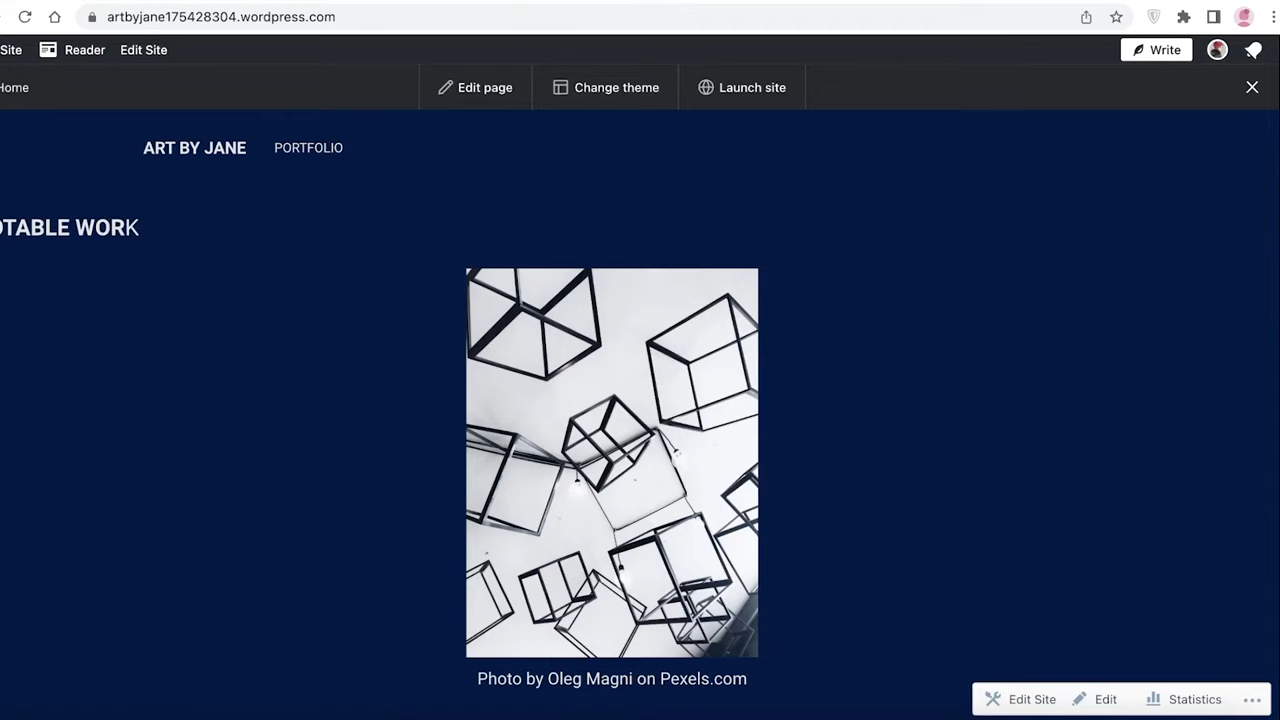 artbyjane175428304.wordpress.com
Site Reader Edit Site Write
Home Edit page Change theme Launch site
ART BY JANE PORTFOLIO
OTABLE WORK
Photo by Oleg Magni on Pexels.com
Edit Site Edit Statistics